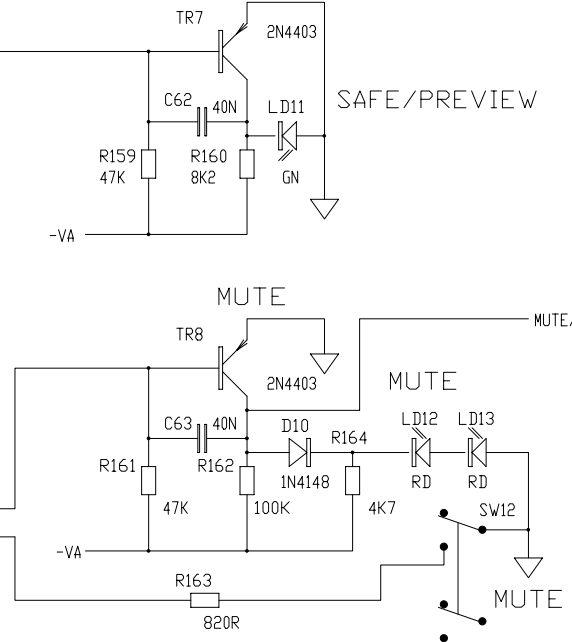 TR7
2N4403
C62 40N LD11
SAFE/PREVIEW
R159 R160
47K 8K2 GN
-VA
MUTE
TR8
MUTE/
2N4403
MUTE
C63 40N D10 LD12 LD13
R164
R161 R162
1N4148 RD RD
47K 100K 4K7 SW12
-VA
R163
MUTE
820R